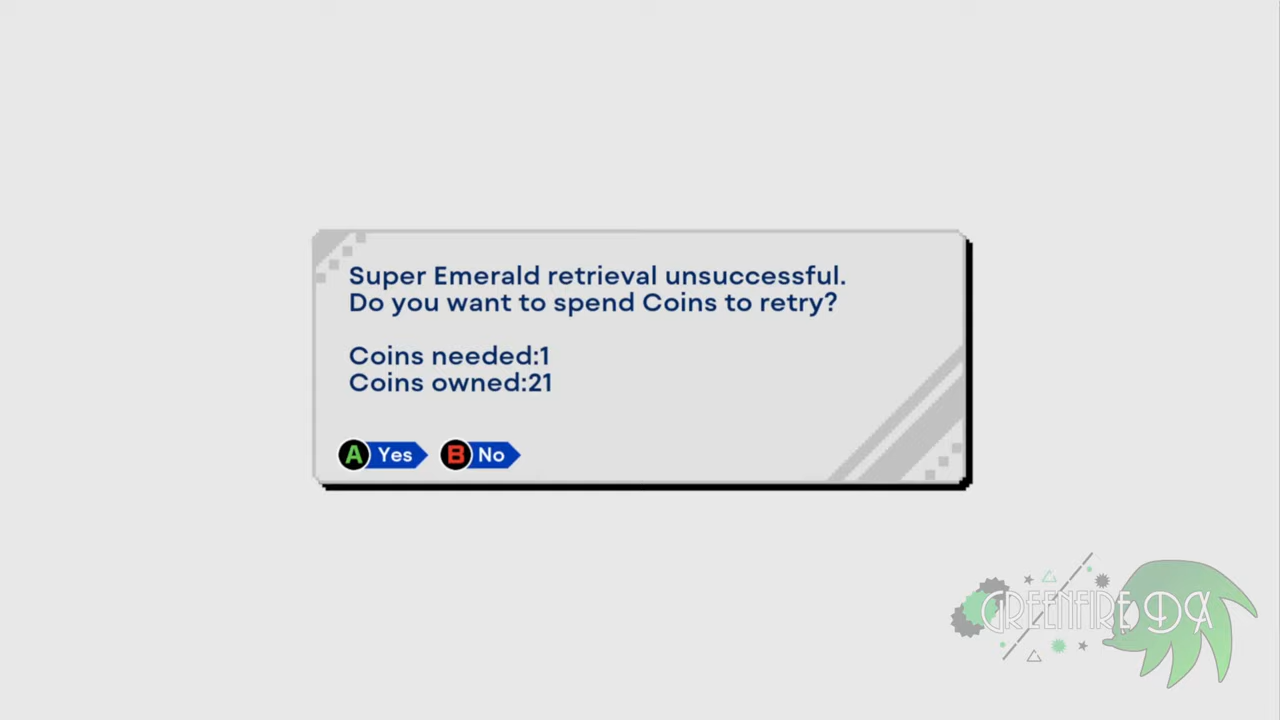 Super Emerald retrieval unsuccessful.
Do you want to spend Coins to retry?
Coins needed:1
Coins owned:21
A Yes B No
GREENFIRE DX